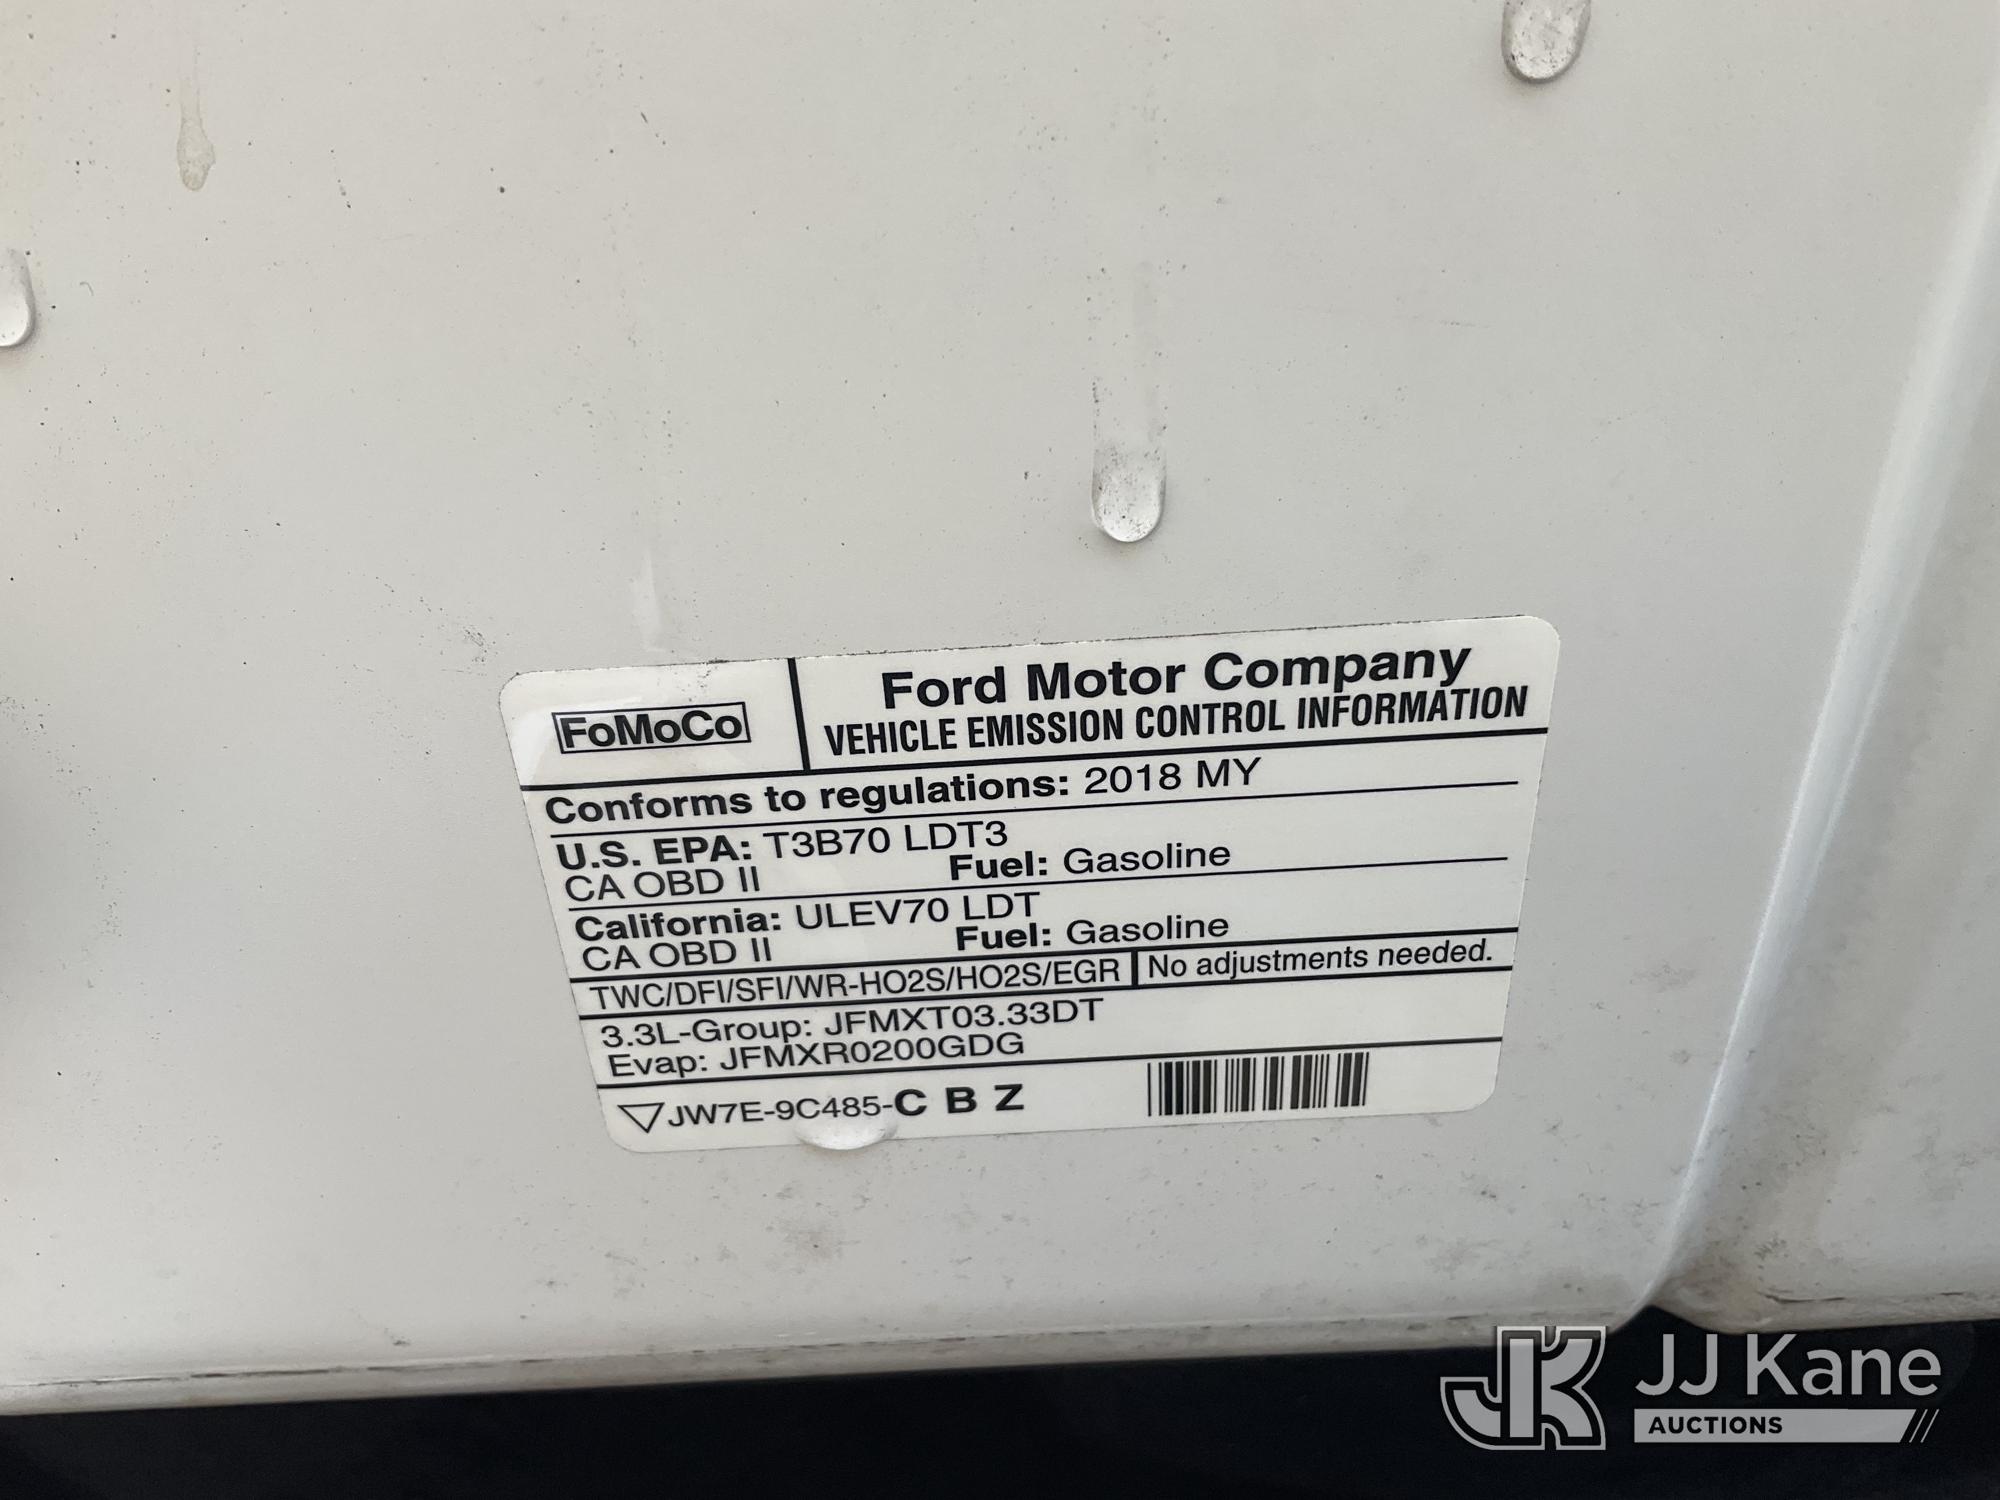 FoMoCo
Ford Motor Company
VEHICLE EMISSION CONTROL INFORMATION
Conforms to regulations: 2018 MY
U.S. EPA: T3B70 LDT3
CA OBD II Fuel: Gasoline
California: ULEV70 LDT
CA OBD II Fuel: Gasoline
TWC/DFI/SFI/WR-HO2S/HO2S/EGR No adjustments needed.
3.3L-Group: JFMXT03.33DT
Evap: JFMXR0200GDG
JW7E-9C485-C B Z
JK JJ Kane
AUCTIONS